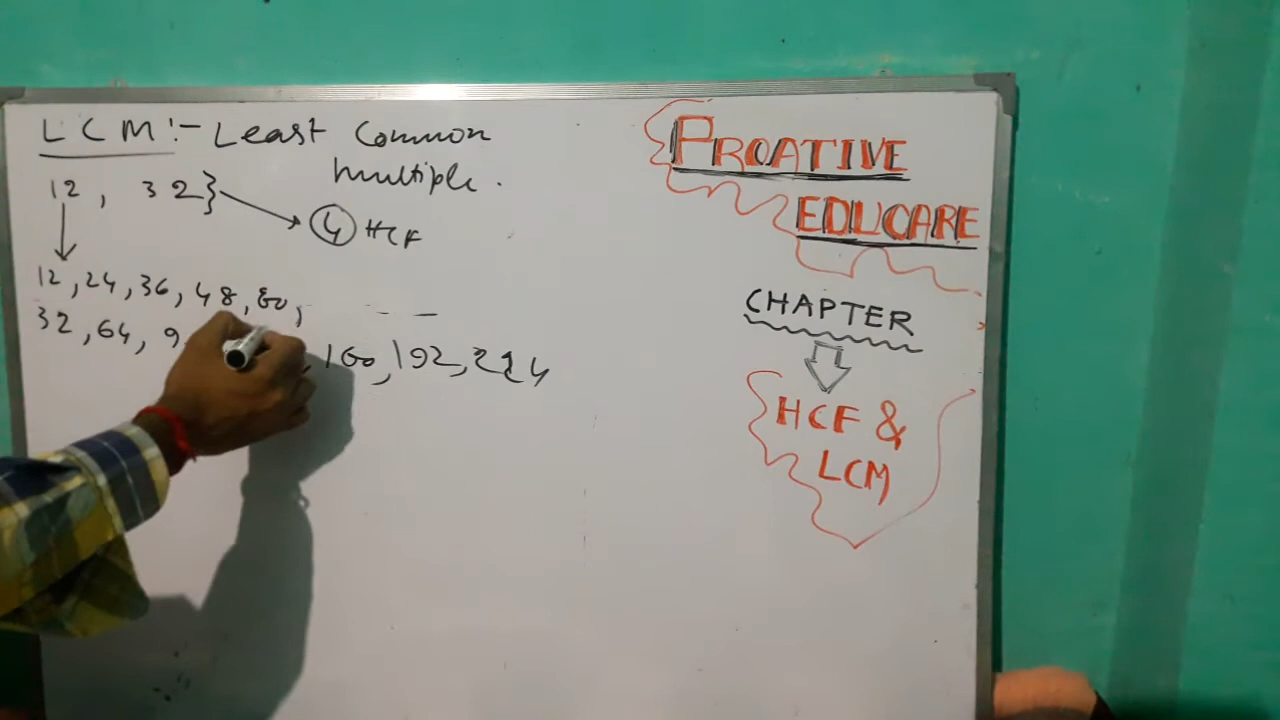 LCM:- Least Common
multiple.
12, 32}
4 HCF
12, 24, 36, 48, 60,
32, 64, 9
, 160, 192, 224
PROATIVE
EDUCARE
CHAPTER
HCF &
LCM